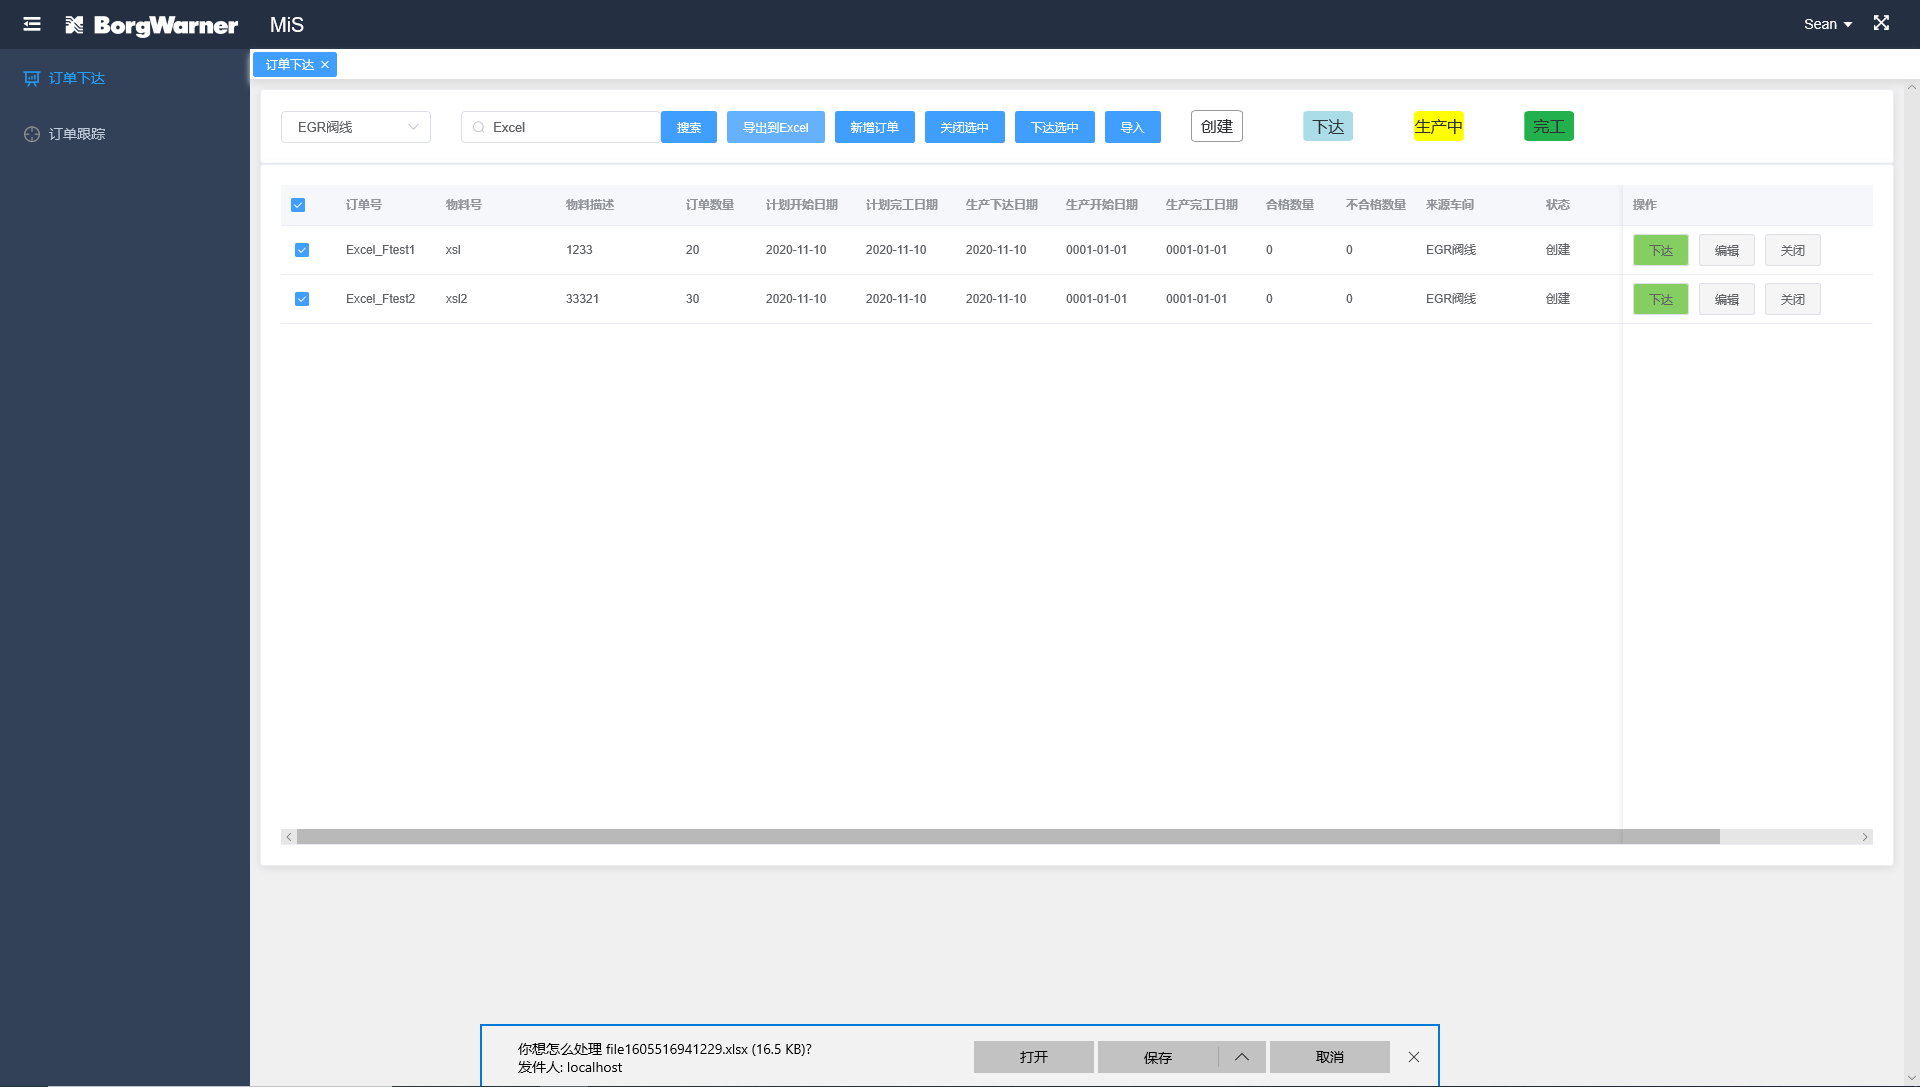 BorgWarner MiS Sean
订单下达
订单跟踪
订单下达 ×
EGR阀线 Excel 搜索 导出到Excel 新增订单 关闭选中 下达选中 导入 创建 下达 生产中 完工
订单号 物料号 物料描述 订单数量 计划开始日期 计划完工日期 生产下达日期 生产开始日期 生产完工日期 合格数量 不合格数量 来源车间 状态 操作
Excel_Ftest1 xsl 1233 20 2020-11-10 2020-11-10 2020-11-10 0001-01-01 0001-01-01 0 0 EGR阀线 创建 下达 编辑 关闭
Excel_Ftest2 xsl2 33321 30 2020-11-10 2020-11-10 2020-11-10 0001-01-01 0001-01-01 0 0 EGR阀线 创建 下达 编辑 关闭
你想怎么处理 file1605516941229.xlsx (16.5 KB)?
发件人: localhost
打开 保存 取消